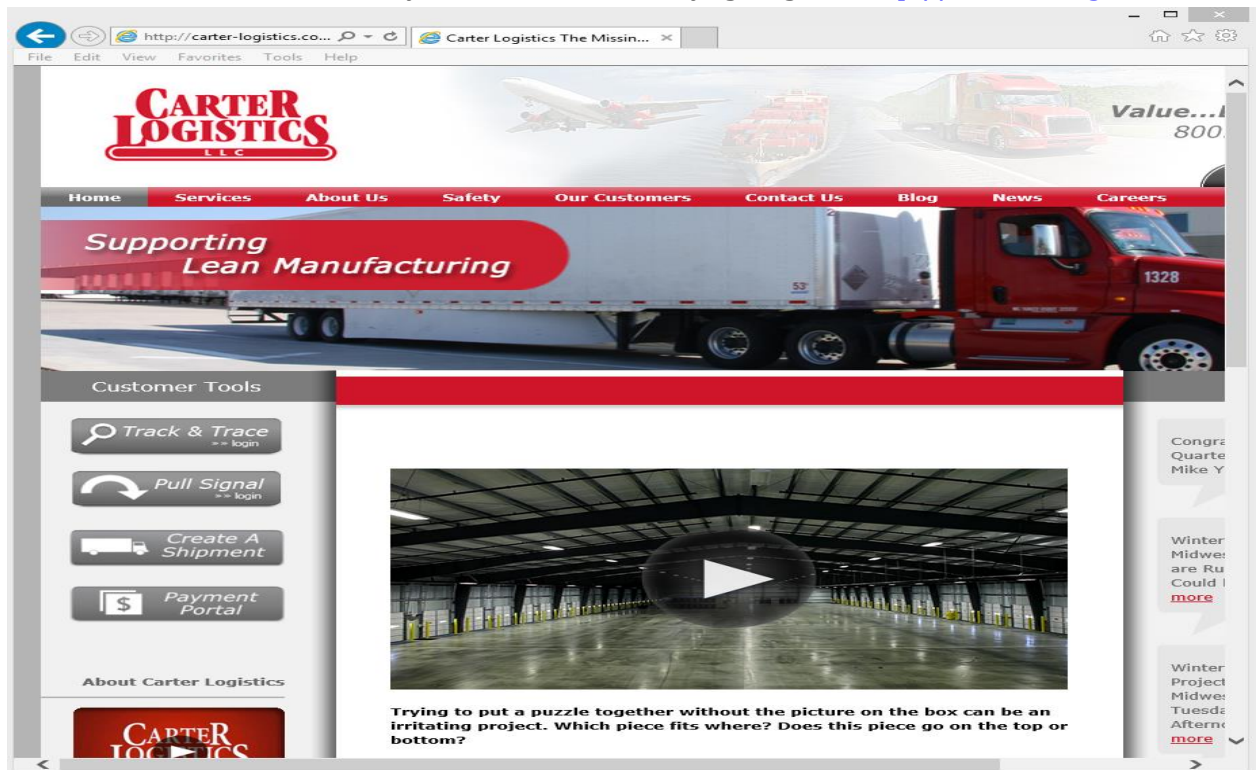 http://carter-logistics.co...
Carter Logistics The Missin...
File Edit View Favorites Tools Help
CARTER
LOGISTICS
LLC
Value...
800
Home Services About Us Safety Our Customers Contact Us Blog News Careers
Supporting
Lean Manufacturing
53'
1328
Customer Tools
Track & Trace
>> login
Pull Signal
>> login
Create A
Shipment
Payment
Portal
About Carter Logistics
CARTER
LOGISTICS
Trying to put a puzzle together without the picture on the box can be an
irritating project. Which piece fits where? Does this piece go on the top or
bottom?
Congra
Quarte
Mike Y
Winter
Midwes
are Ru
Could
more
Winter
Project
Midwes
Tuesda
Afterno
more